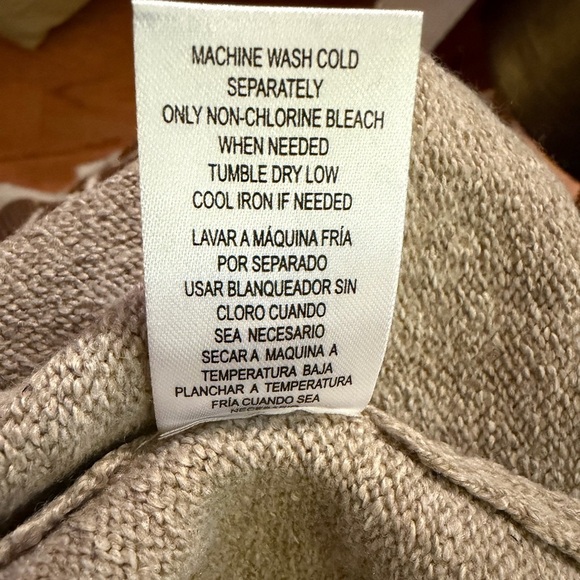 MACHINE WASH COLD
SEPARATELY
ONLY NON-CHLORINE BLEACH
WHEN NEEDED
TUMBLE DRY LOW
COOL IRON IF NEEDED
LAVAR A MÁQUINA FRÍA
POR SEPARADO
USAR BLANQUEADOR SIN
CLORO CUANDO
SEA NECESARIO
SECAR A MAQUINA A
TEMPERATURA BAJA
PLANCHAR A TEMPERATURA
FRÍA CUANDO SEA